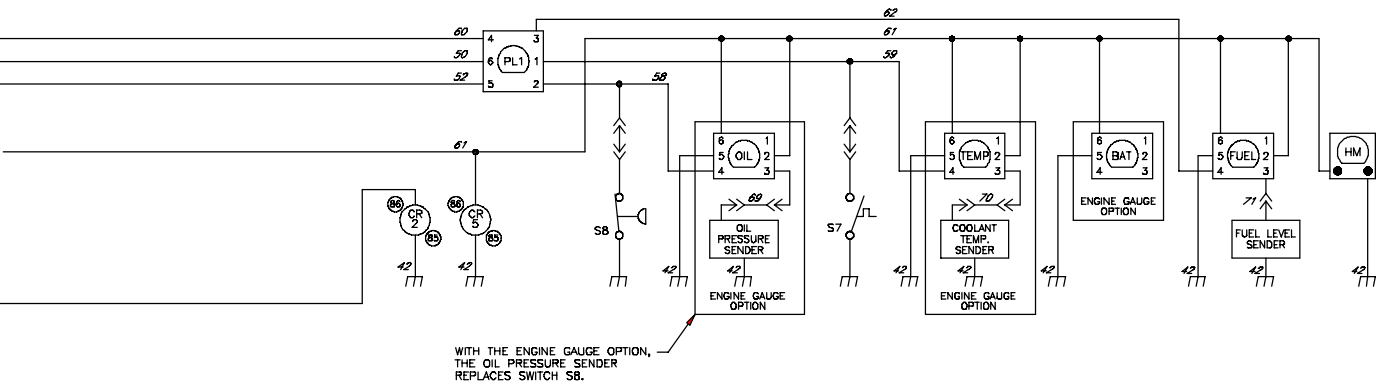 62
60
4
3
61
50
6
PL1
1
59
52
5
2
58
61
6
1
5
OIL
2
4
3
69
OIL
PRESSURE
SENDER
42
42
ENGINE GAUGE
OPTION
6
1
5
TEMP
2
4
3
70
COOLANT
TEMP.
SENDER
42
42
ENGINE GAUGE
OPTION
6
1
5
BAT
2
4
3
42
ENGINE GAUGE
OPTION
6
1
5
FUEL
2
4
3
71
FUEL LEVEL
SENDER
42
42
HM
42
86
CR
2
85
42
86
CR
5
85
42
S8
S7
WITH THE ENGINE GAUGE OPTION,
THE OIL PRESSURE SENDER
REPLACES SWITCH S8.